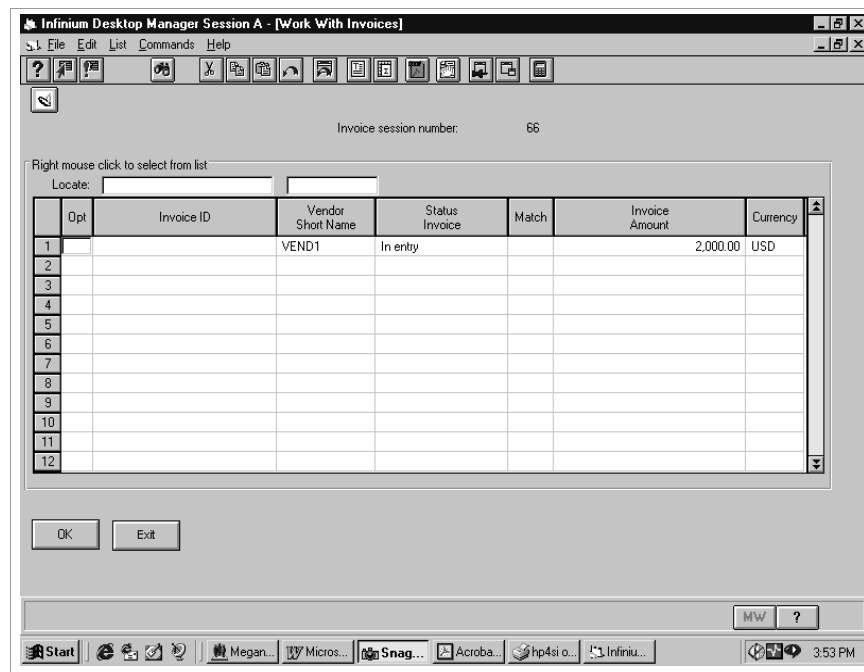 Infinium Desktop Manager Session A - [Work With Invoices]
File Edit List Commands Help
Invoice session number: 66
Right mouse click to select from list
Locate:
Opt Invoice ID Vendor Short Name Status Invoice Match Invoice Amount Currency
1 VEND1 In entry 2,000.00 USD
2
3
4
5
6
7
8
9
10
11
12
OK Exit
MW ?
Start Megan... Micros... Snag... Acroba... hp4si o... Infiniu... 3:53 PM